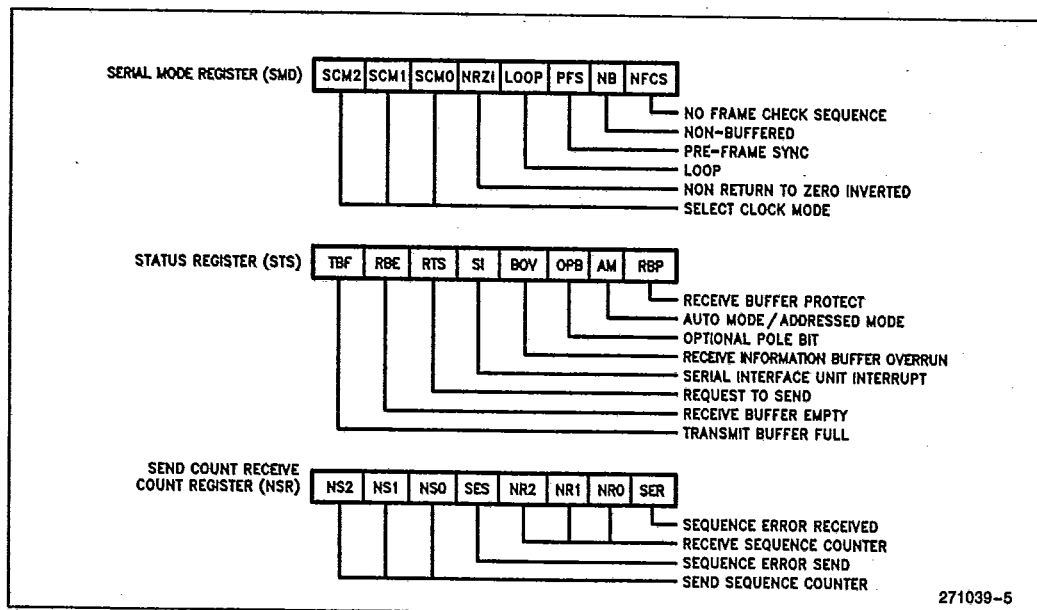 SERIAL MODE REGISTER (SMD) SCM2 SCM1 SCM0 NRZI LOOP PFS NB NFCS
NO FRAME CHECK SEQUENCE
NON-BUFFERED
PRE-FRAME SYNC
LOOP
NON RETURN TO ZERO INVERTED
SELECT CLOCK MODE
STATUS REGISTER (STS) TBF RBE RTS SI BOV OPB AM RBP
RECEIVE BUFFER PROTECT
AUTO MODE/ADDRESSED MODE
OPTIONAL POLE BIT
RECEIVE INFORMATION BUFFER OVERRUN
SERIAL INTERFACE UNIT INTERRUPT
REQUEST TO SEND
RECEIVE BUFFER EMPTY
TRANSMIT BUFFER FULL
SEND COUNT RECEIVE
COUNT REGISTER (NSR) NS2 NS1 NS0 SES NR2 NR1 NR0 SER
SEQUENCE ERROR RECEIVED
RECEIVE SEQUENCE COUNTER
SEQUENCE ERROR SEND
SEND SEQUENCE COUNTER
271039-5